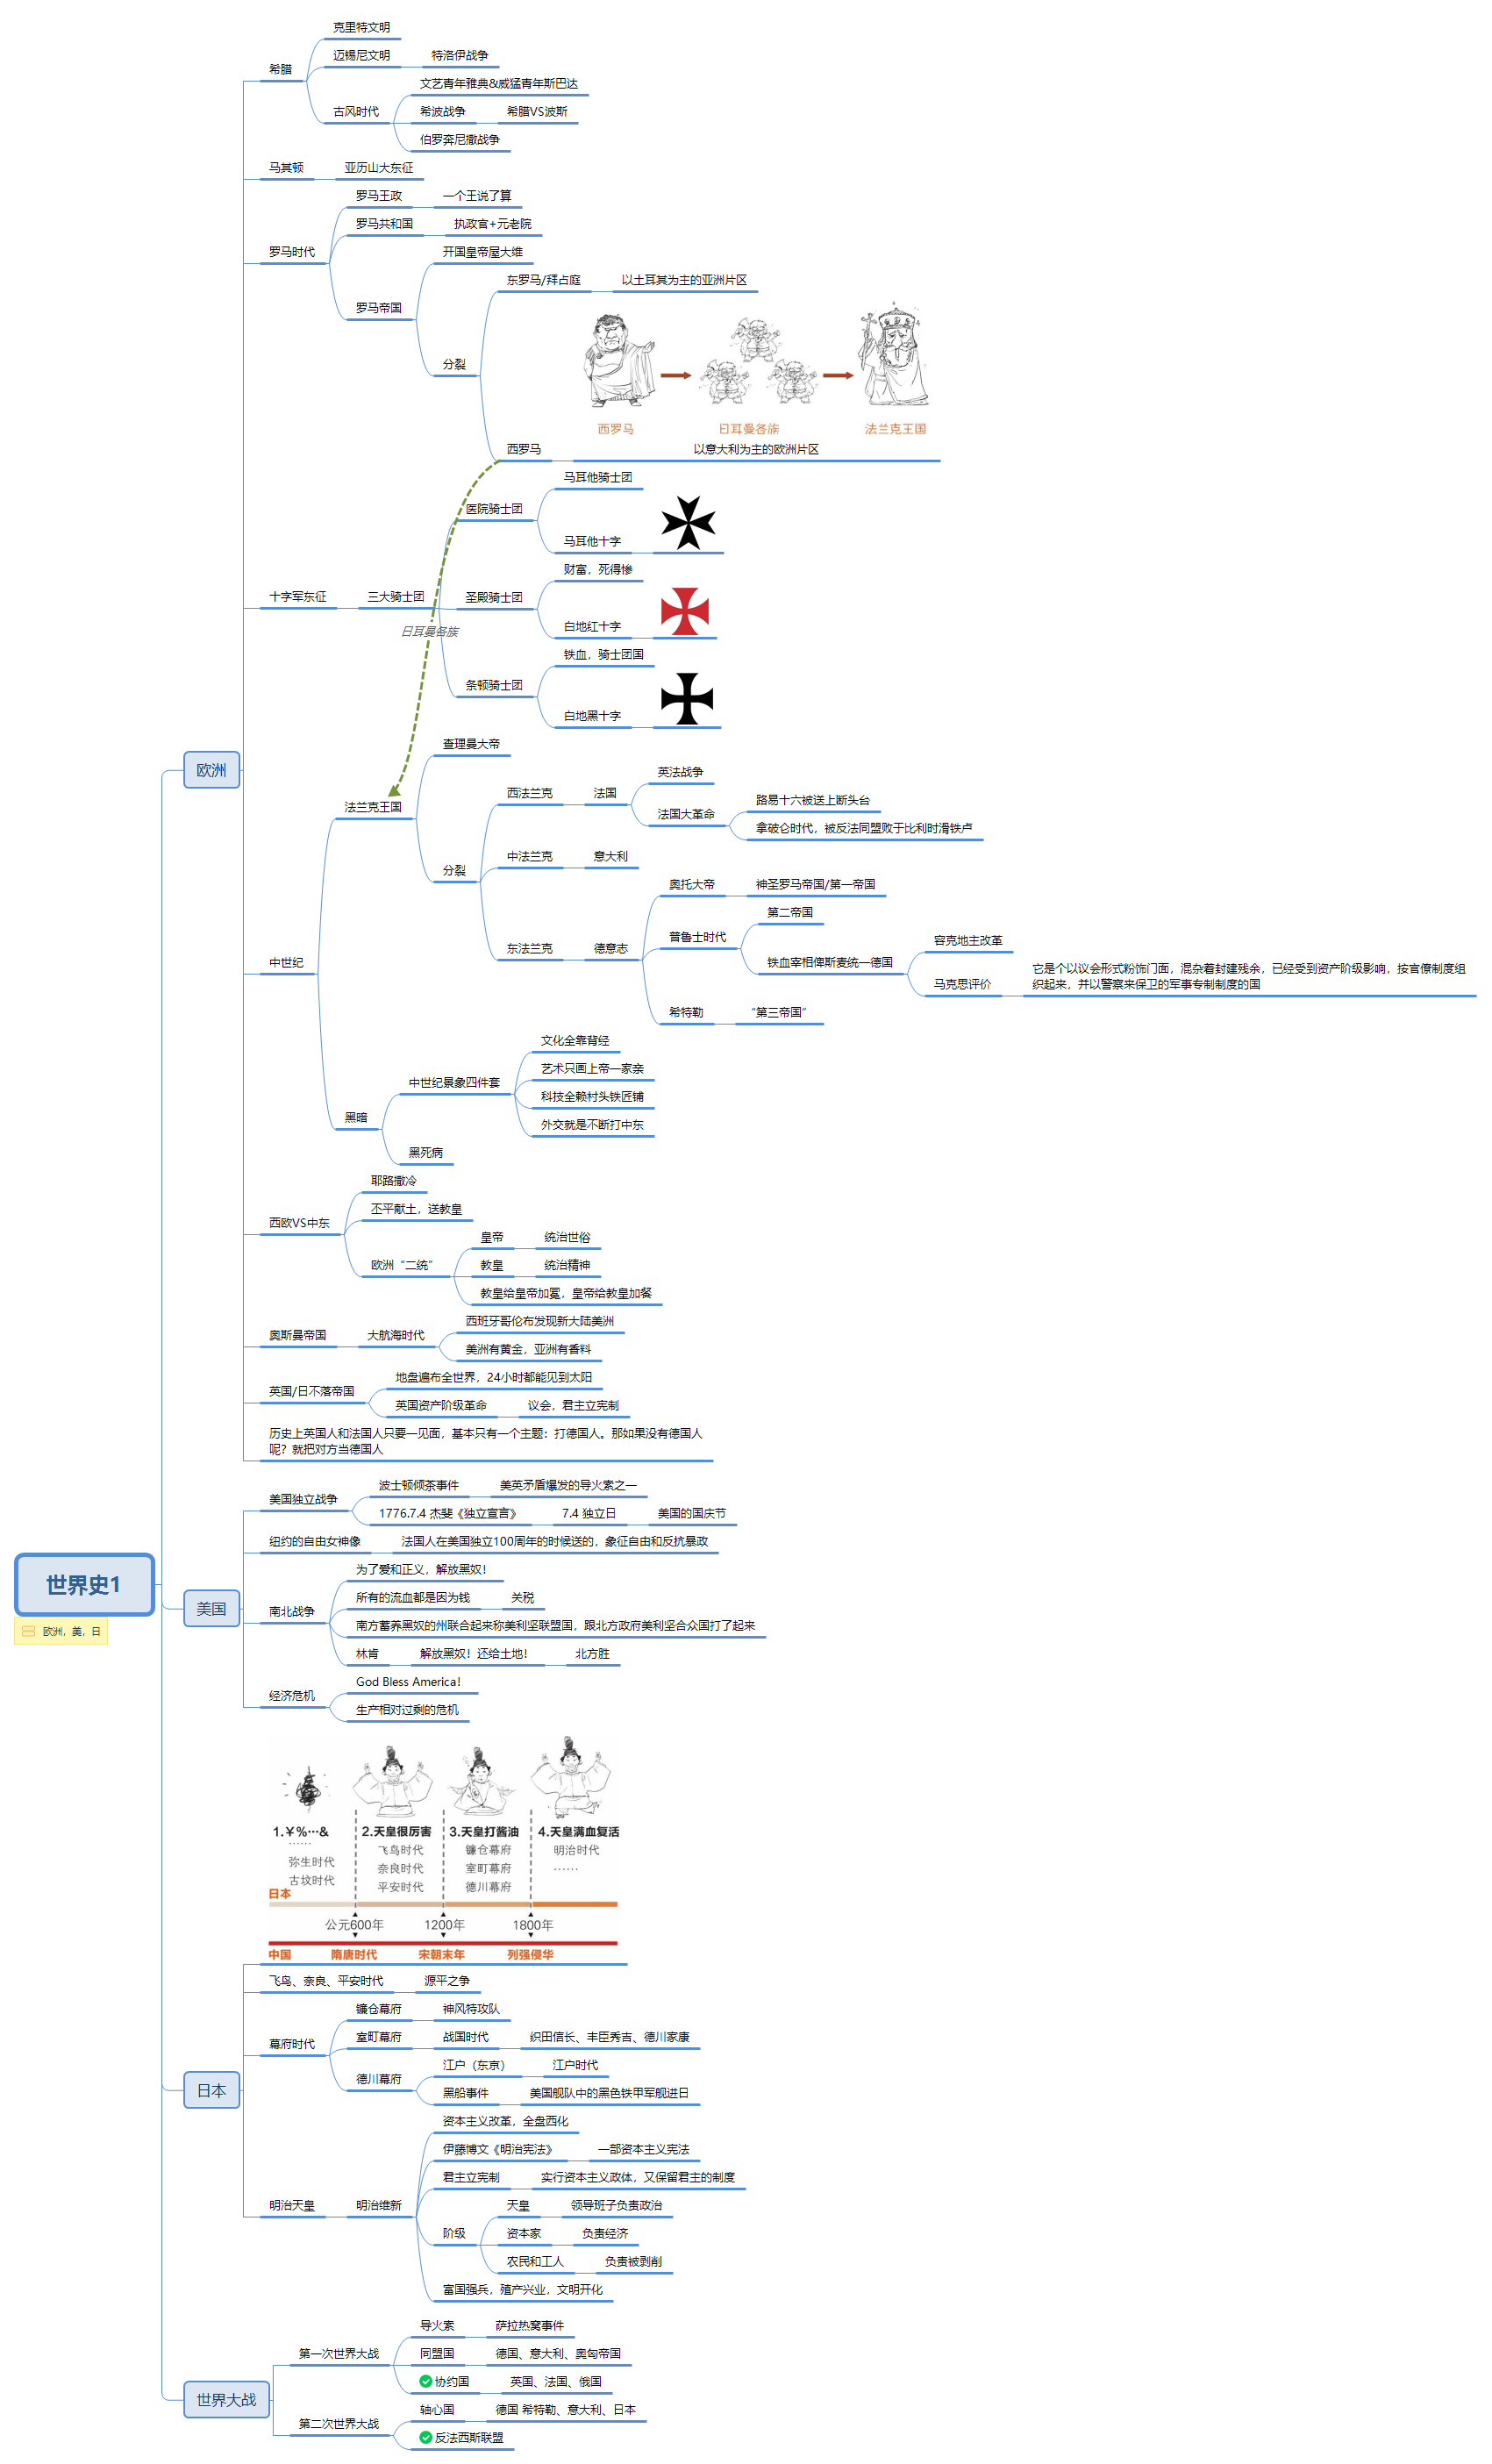 克里特文明
希腊
迈锡尼文明
特洛伊战争
古风时代
文艺青年雅典&威猛青年斯巴达
希波战争
希腊VS波斯
伯罗奔尼撒战争
马其顿
亚历山大东征
罗马时代
罗马王政
一个王说了算
罗马共和国
执政官+元老院
罗马帝国
开国皇帝屋大维
分裂
东罗马/拜占庭
以土耳其为主的亚洲片区
西罗马
日耳曼各族
法兰克王国
西罗马
以意大利为主的欧洲片区
十字军东征
三大骑士团
医院骑士团
马耳他骑士团
马耳他十字
圣殿骑士团
财富，死得惨
白地红十字
日耳曼各族
条顿骑士团
铁血，骑士团国
白地黑十字
欧洲
中世纪
法兰克王国
查理曼大帝
分裂
西法兰克
法国
英法战争
法国大革命
路易十六被送上断头台
拿破仑时代，被反法同盟败于比利时滑铁卢
中法兰克
意大利
东法兰克
德意志
奥托大帝
神圣罗马帝国/第一帝国
普鲁士时代
第二帝国
铁血宰相俾斯麦统一德国
容克地主改革
马克思评价
它是个以议会形式粉饰门面，混杂着封建残余，已经受到资产阶级影响，按官僚制度组
织起来，并以警察来保卫的军事专制制度的国
希特勒
“第三帝国”
黑暗
中世纪景象四件套
文化全靠背经
艺术只画上帝一家亲
科技全赖村头铁匠铺
外交就是不断打中东
黑死病
西欧VS中东
耶路撒冷
丕平献土，送教皇
欧洲“二统”
皇帝
统治世俗
教皇
统治精神
教皇给皇帝加冕，皇帝给教皇加餐
奥斯曼帝国
大航海时代
西班牙哥伦布发现新大陆美洲
美洲有黄金，亚洲有香料
英国/日不落帝国
地盘遍布全世界，24小时都能见到太阳
英国资产阶级革命
议会，君主立宪制
历史上英国人和法国人只要一见面，基本只有一个主题：打德国人。那如果没有德国人
呢？就把对方当德国人
世界史1
欧洲，美，日
美国
美国独立战争
波士顿倾茶事件
美英矛盾爆发的导火索之一
1776.7.4 杰斐《独立宣言》
7.4 独立日
美国的国庆节
纽约的自由女神像
法国人在美国独立100周年的时候送的，象征自由和反抗暴政
南北战争
为了爱和正义，解放黑奴！
所有的流血都是因为钱
关税
南方蓄养黑奴的州联合起来称美利坚联盟国，跟北方政府美利坚合众国打了起来
林肯
解放黑奴！还给土地！
北方胜
经济危机
God Bless America！
生产相对过剩的危机
1.￥%···&
······
弥生时代
古坟时代
2.天皇很厉害
飞鸟时代
奈良时代
平安时代
3.天皇打酱油
镰仓幕府
室町幕府
德川幕府
4.天皇满血复活
明治时代
······
日本
公元600年
1200年
1800年
中国
隋唐时代
宋朝末年
列强侵华
日本
飞鸟、奈良、平安时代
源平之争
幕府时代
镰仓幕府
神风特攻队
室町幕府
战国时代
织田信长、丰臣秀吉、德川家康
德川幕府
江户（东京）
江户时代
黑船事件
美国舰队中的黑色铁甲军舰进日
明治天皇
明治维新
资本主义改革，全盘西化
伊藤博文《明治宪法》
一部资本主义宪法
君主立宪制
实行资本主义政体，又保留君主的制度
阶级
天皇
领导班子负责政治
资本家
负责经济
农民和工人
负责被剥削
富国强兵，殖产兴业，文明开化
世界大战
第一次世界大战
导火索
萨拉热窝事件
同盟国
德国、意大利、奥匈帝国
协约国
英国、法国、俄国
第二次世界大战
轴心国
德国 希特勒、意大利、日本
反法西斯联盟